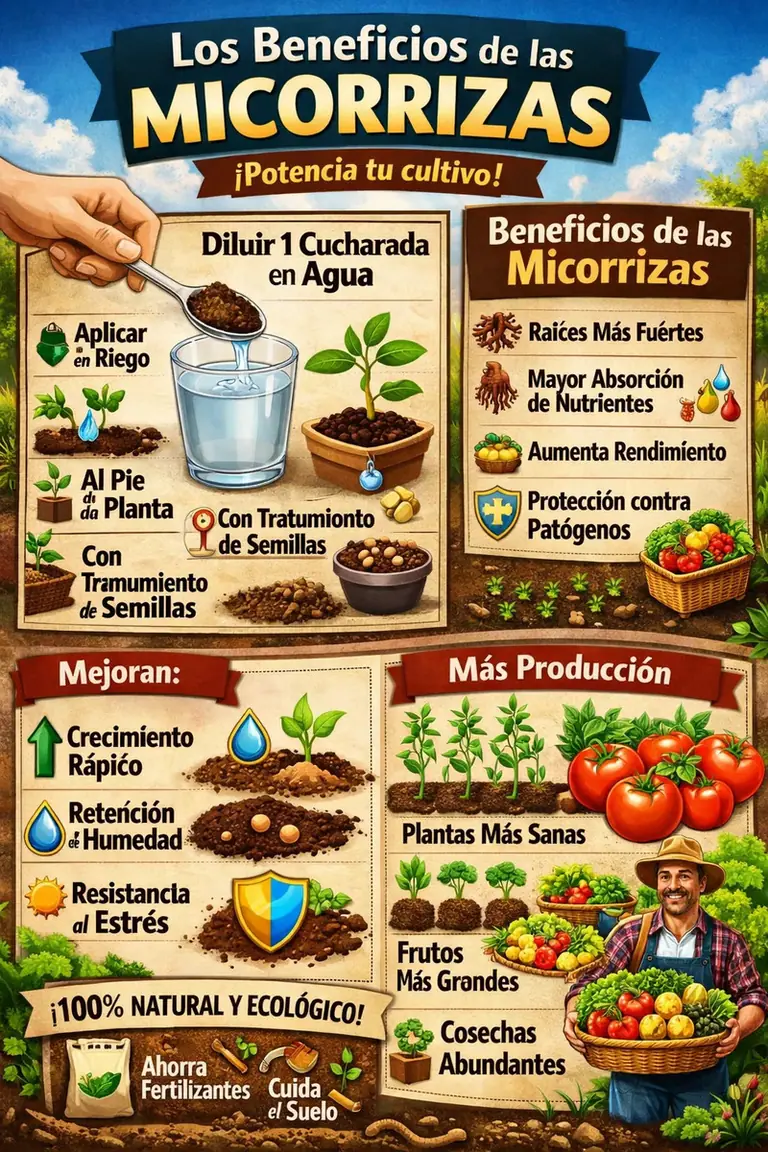 Los Beneficios de las
MICORRIZAS
¡Potencia tu cultivo!
Diluir 1 Cucharada
en Agua
Aplicar
en Riego
Al Pie
da Planta
Con Tratumionto
de Semillas
Con
Tramumiento
de Semillas
Beneficios de las
Micorrizas
Raíces Más Fuértes
Mayor Absorción
de Nutrientes
Aumenta Rendimiento
Protección contra
Patógenos
Mejoran:
Crecimiento
Rápićo
Retención
Humedad
Resistancia
al Estrés
Más Producción
Plantas Más Sanas
Frutos
Más Grandes
Cosechas
Abundantes
¡100% NATURAL Y ECOLÓGICO!
Ahorra
Fertilizantes
Cuida
el Suelo